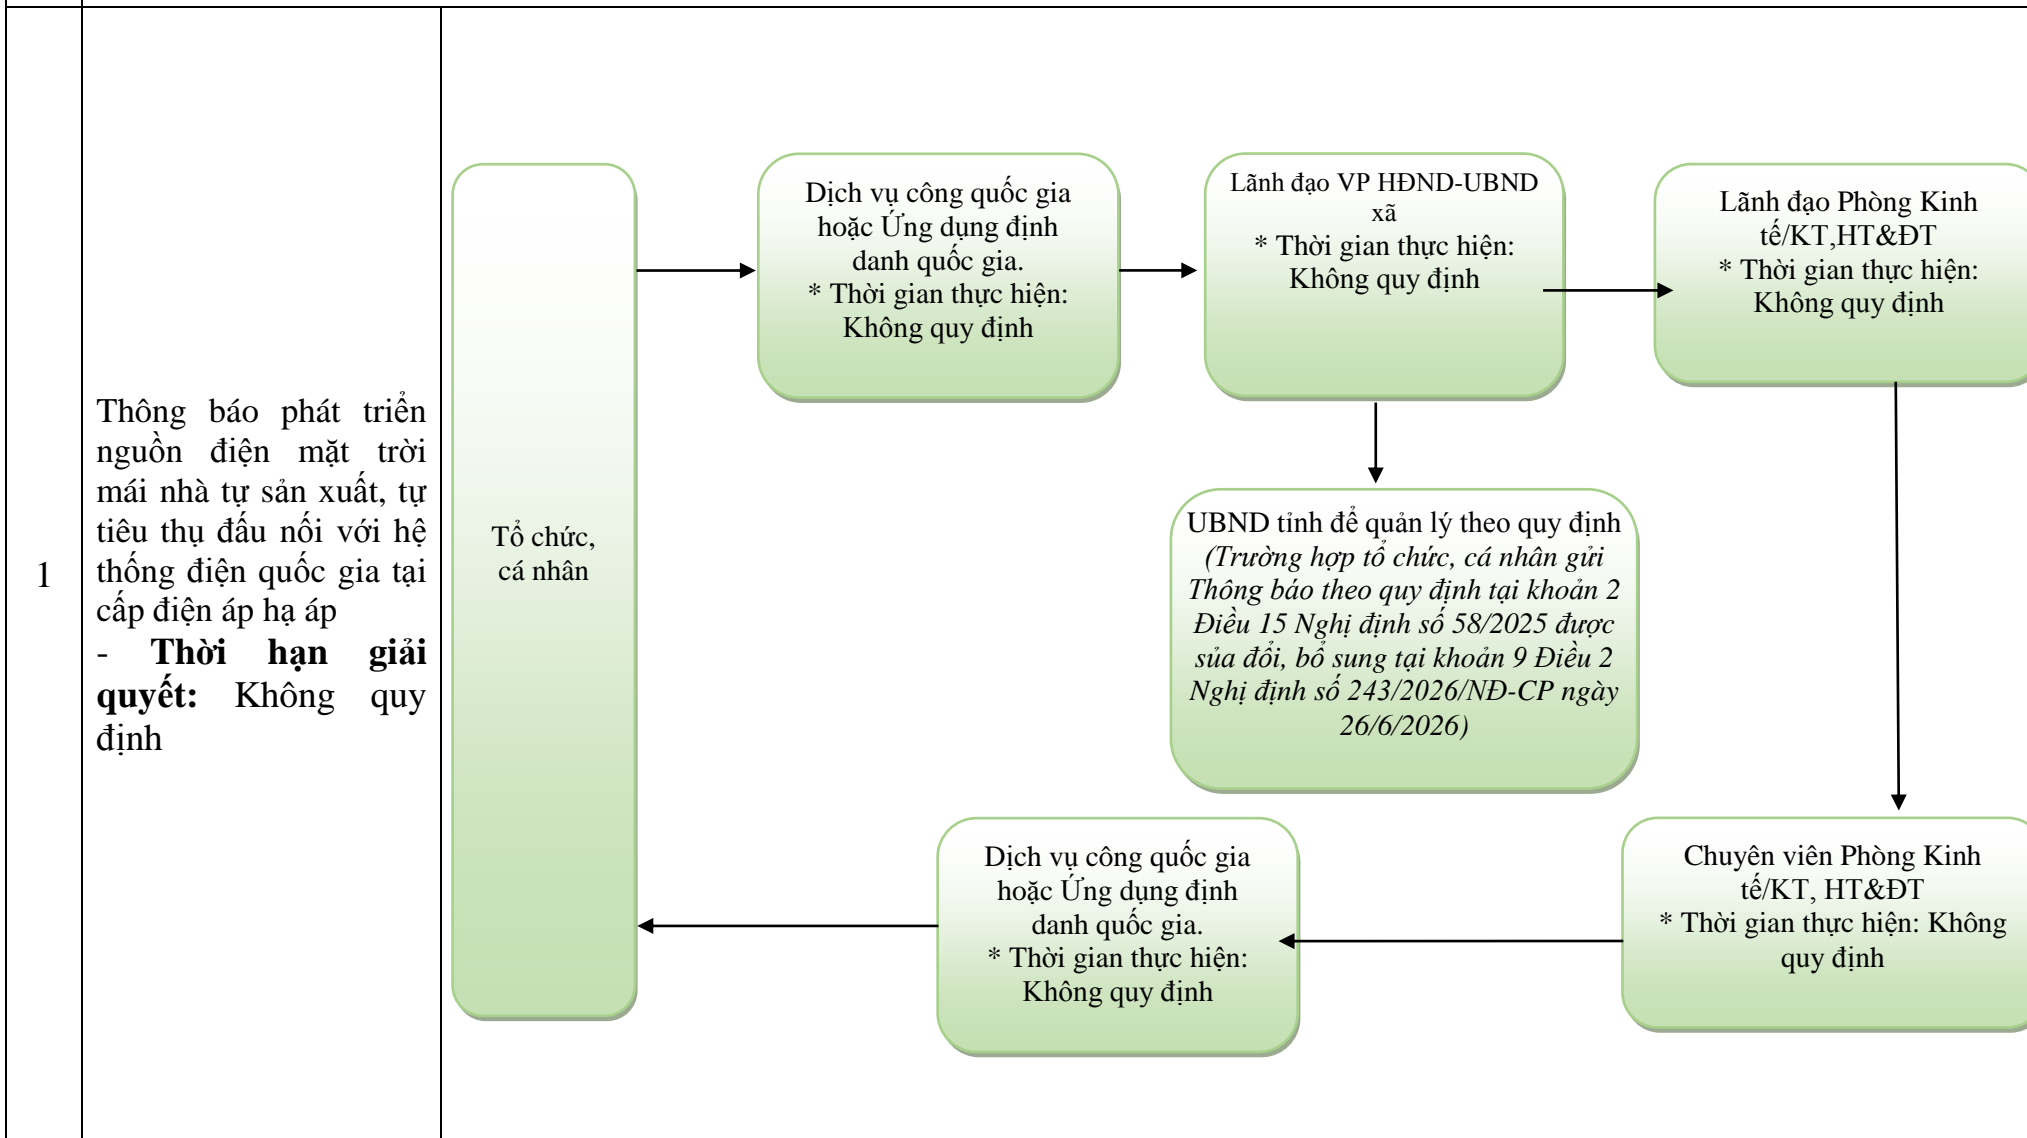 1
Thông báo phát triển
nguồn điện mặt trời
mái nhà tự sản xuất, tự
tiêu thụ đấu nối với hệ
thống điện quốc gia tại
cấp điện áp hạ áp
- Thời hạn giải
quyết: Không quy
định
Tổ chức,
cá nhân
Dịch vụ công quốc gia
hoặc Ứng dụng định
danh quốc gia.
* Thời gian thực hiện:
Không quy định
Lãnh đạo VP HĐND-UBND
xã
* Thời gian thực hiện:
Không quy định
Lãnh đạo Phòng Kinh
tế/KT,HT&ĐT
* Thời gian thực hiện:
Không quy định
UBND tỉnh để quản lý theo quy định
(Trường hợp tổ chức, cá nhân gửi
Thông báo theo quy định tại khoản 2
Điều 15 Nghị định số 58/2025 được
sủa đổi, bổ sung tại khoản 9 Điều 2
Nghị định số 243/2026/NĐ-CP ngày
26/6/2026)
Chuyên viên Phòng Kinh
tế/KT, HT&ĐT
* Thời gian thực hiện: Không
quy định
Dịch vụ công quốc gia
hoặc Ứng dụng định
danh quốc gia.
* Thời gian thực hiện:
Không quy định